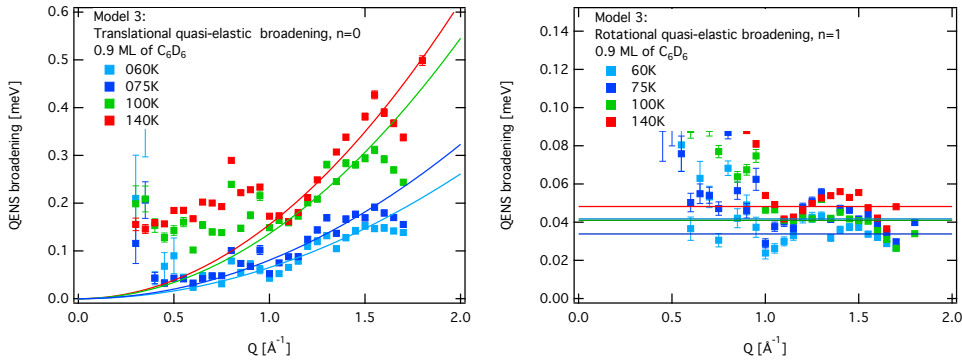 Model 3:
Translational quasi-elastic broadening, n=0
0.9 ML of C₆D₆
060K
075K
100K
140K
QENS broadening [meV]
0.6
0.5
0.4
0.3
0.2
0.1
0.0
0.0
0.5
1.0
1.5
2.0
Q [Å⁻¹]
Model 3:
Rotational quasi-elastic broadening, n=1
0.9 ML of C₆D₆
60K
75K
100K
140K
QENS broadening [meV]
0.14
0.12
0.10
0.08
0.06
0.04
0.02
0.00
0.0
0.5
1.0
1.5
2.0
Q [Å⁻¹]